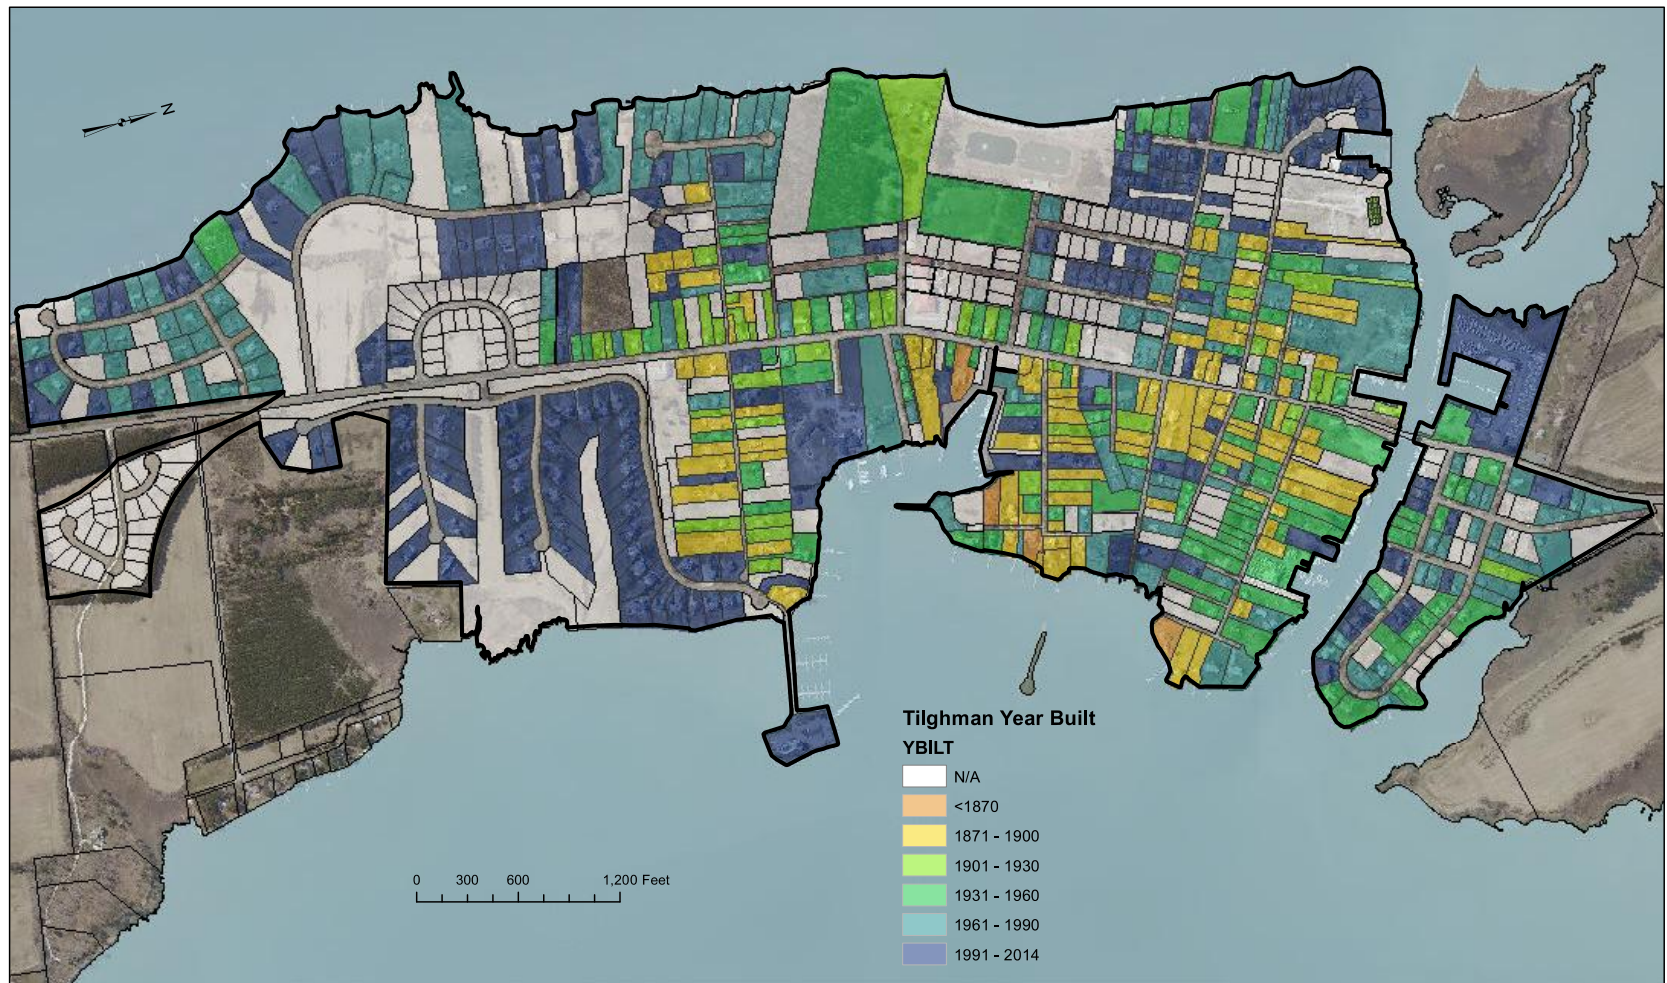 N
Tilghman Year Built
YBILT
N/A
<1870
1871 - 1900
1901 - 1930
1931 - 1960
1961 - 1990
1991 - 2014
0 300 600 1,200 Feet